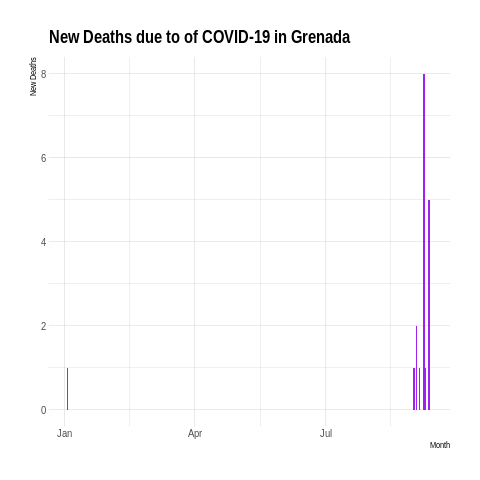 New Deaths due to of COVID-19 in Grenada
New Deaths
8
6
4
2
0
Jan
Apr
Jul
Month